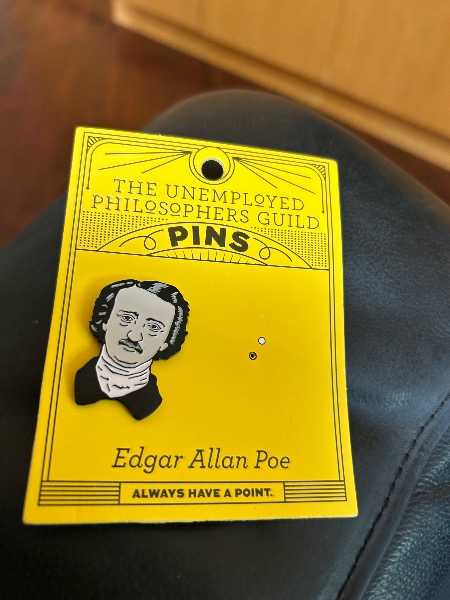 THE UNEMPLOYED
PHILOSOPHERS GUILD
PINS
Edgar Allan Poe
ALWAYS HAVE A POINT.